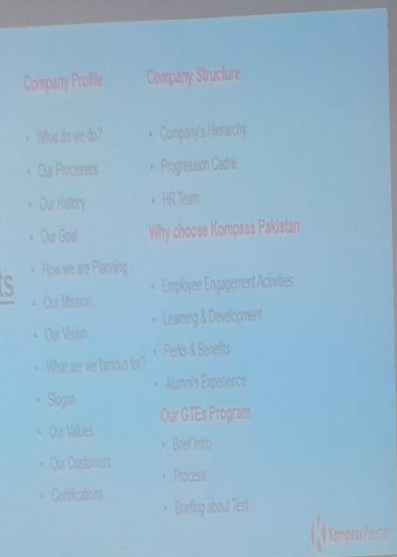 ts
Company Profile
• What do we do?
• Our Processes
• Our History
• Our Goal
• How we are Planning
• Our Mission
• Our Vision
• What are we famous for?
• Slogan
• Our Values
• Our Customers
• Certifications
Company Structure
• Company's Hierarchy
• Progression Cadre
• HR Team
Why choose Kompass Pakistan
• Employee Engagement Activities
• Learning & Development
• Perks & Benefits
• Alumni's Experience
Our GTEs Program
• Brief Intro
• Process
• Briefing about Test
Kompass Pakistan